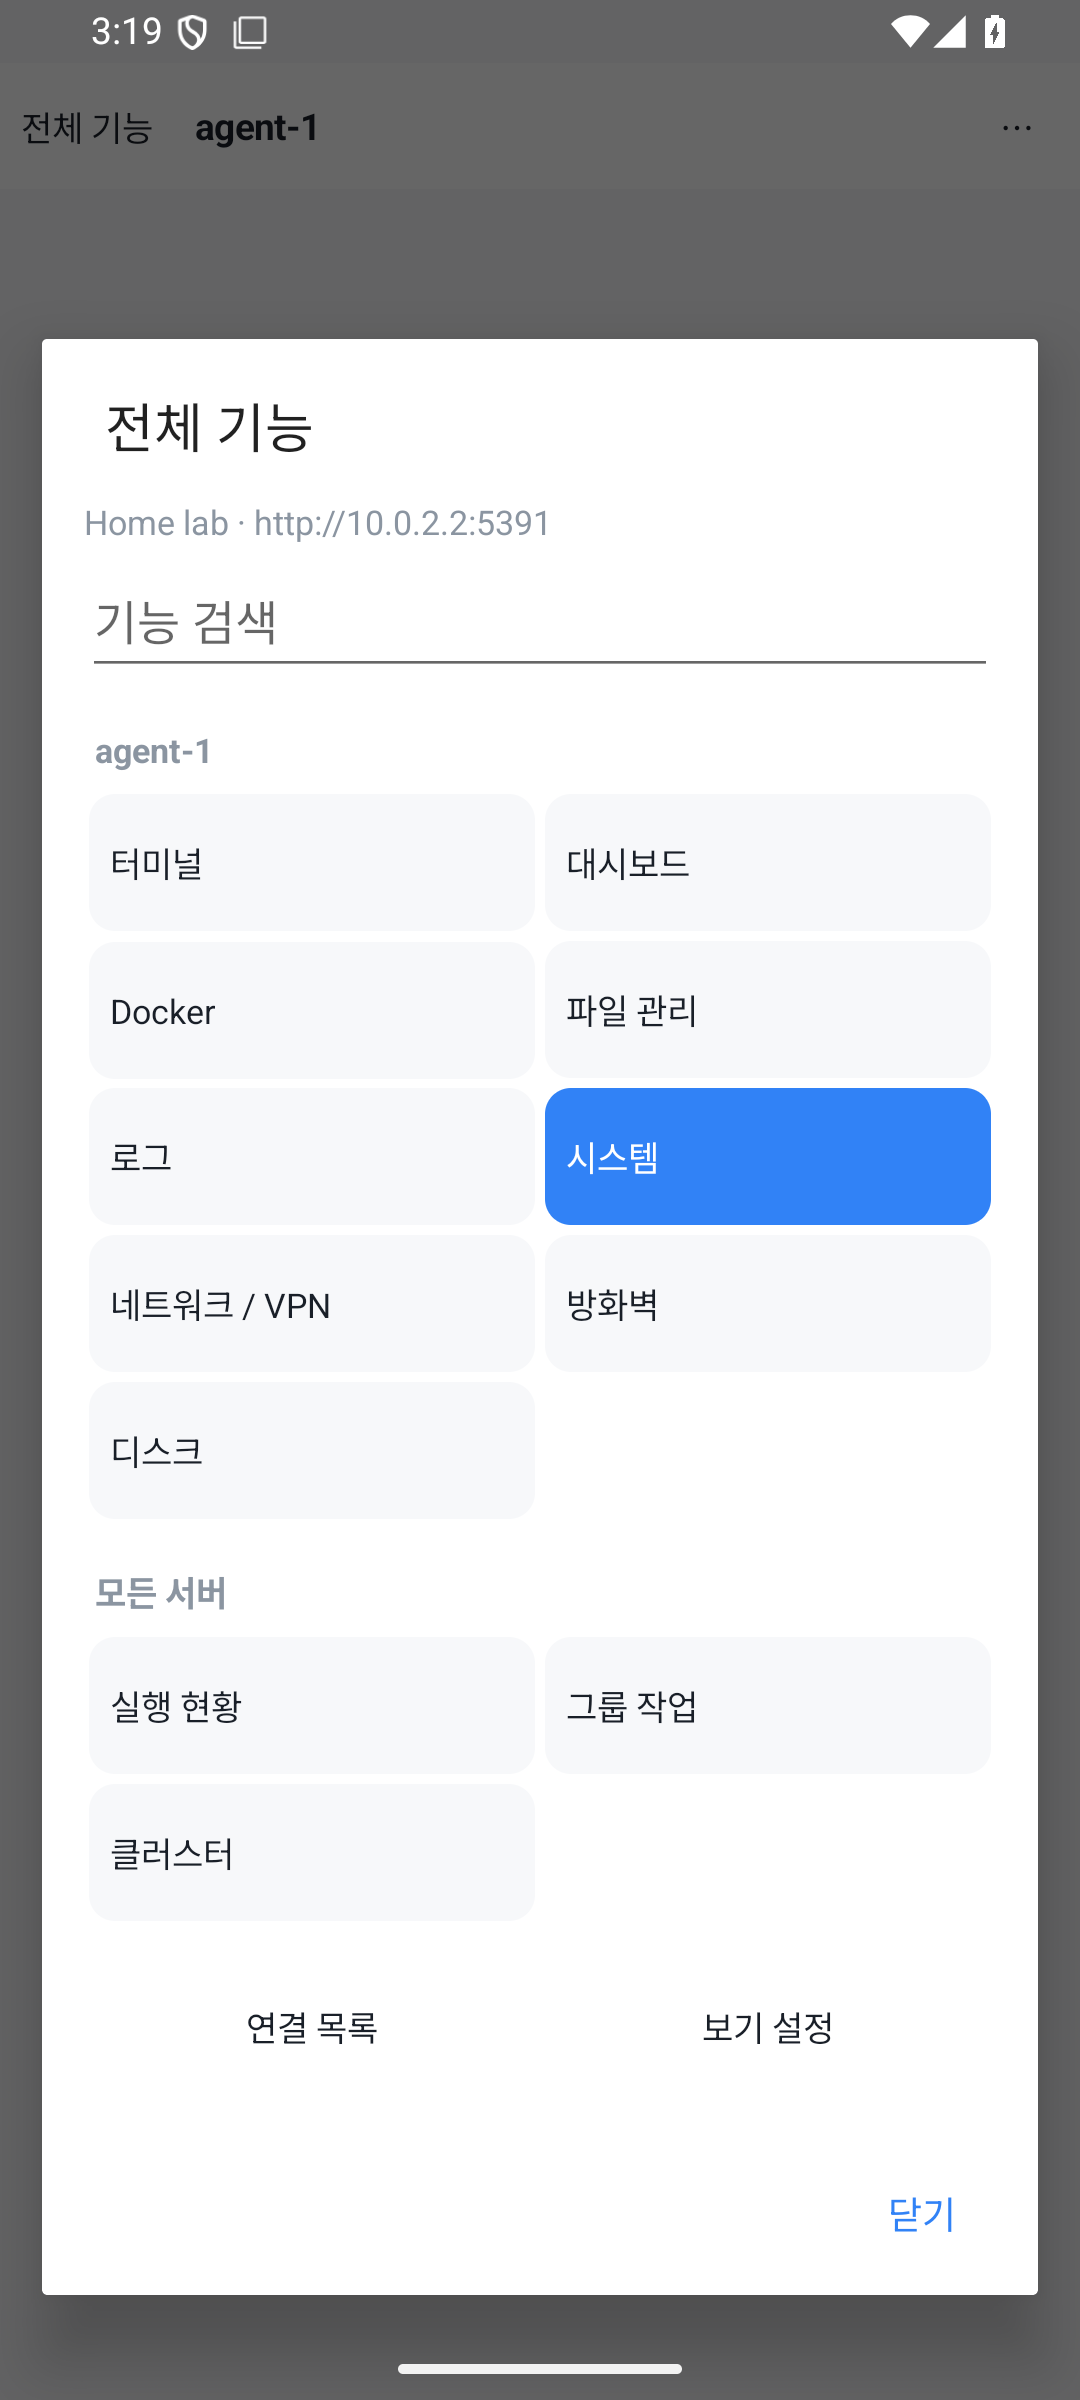 3:19
전체 기능 agent-1 ...
전체 기능
Home lab · http://10.0.2.2:5391
기능 검색
agent-1
터미널 대시보드
Docker 파일 관리
로그 시스템
네트워크 / VPN 방화벽
디스크
모든 서버
실행 현황 그룹 작업
클러스터
연결 목록 보기 설정
닫기